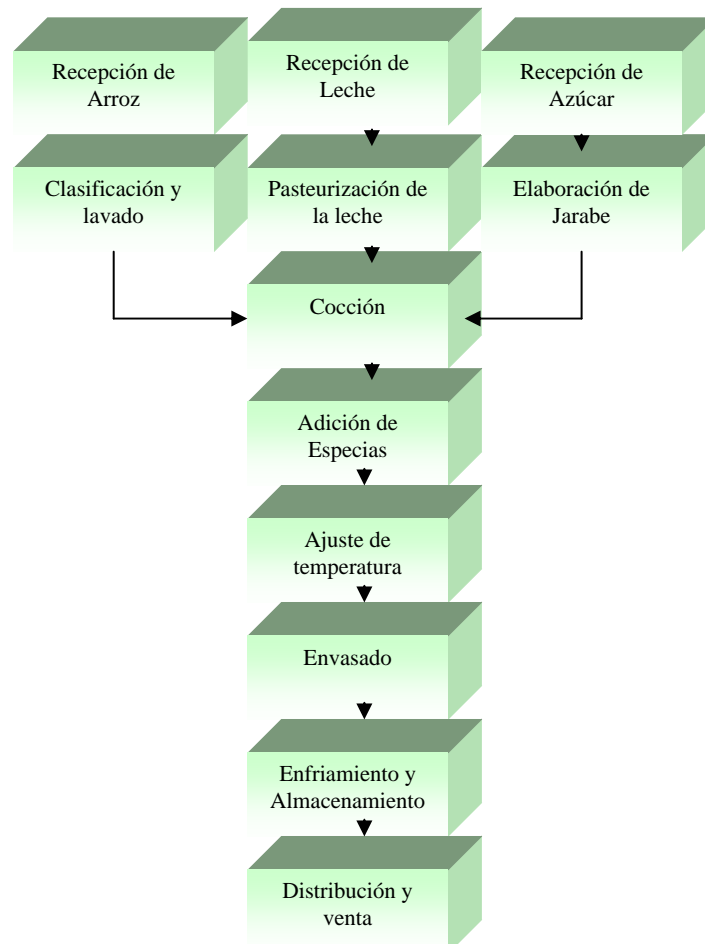 Recepción de
Arroz
Recepción de
Leche
Recepción de
Azúcar
Clasificación y
lavado
Pasteurización de
la leche
Elaboración de
Jarabe
Cocción
Adición de
Especias
Ajuste de
temperatura
Envasado
Enfriamiento y
Almacenamiento
Distribución y
venta